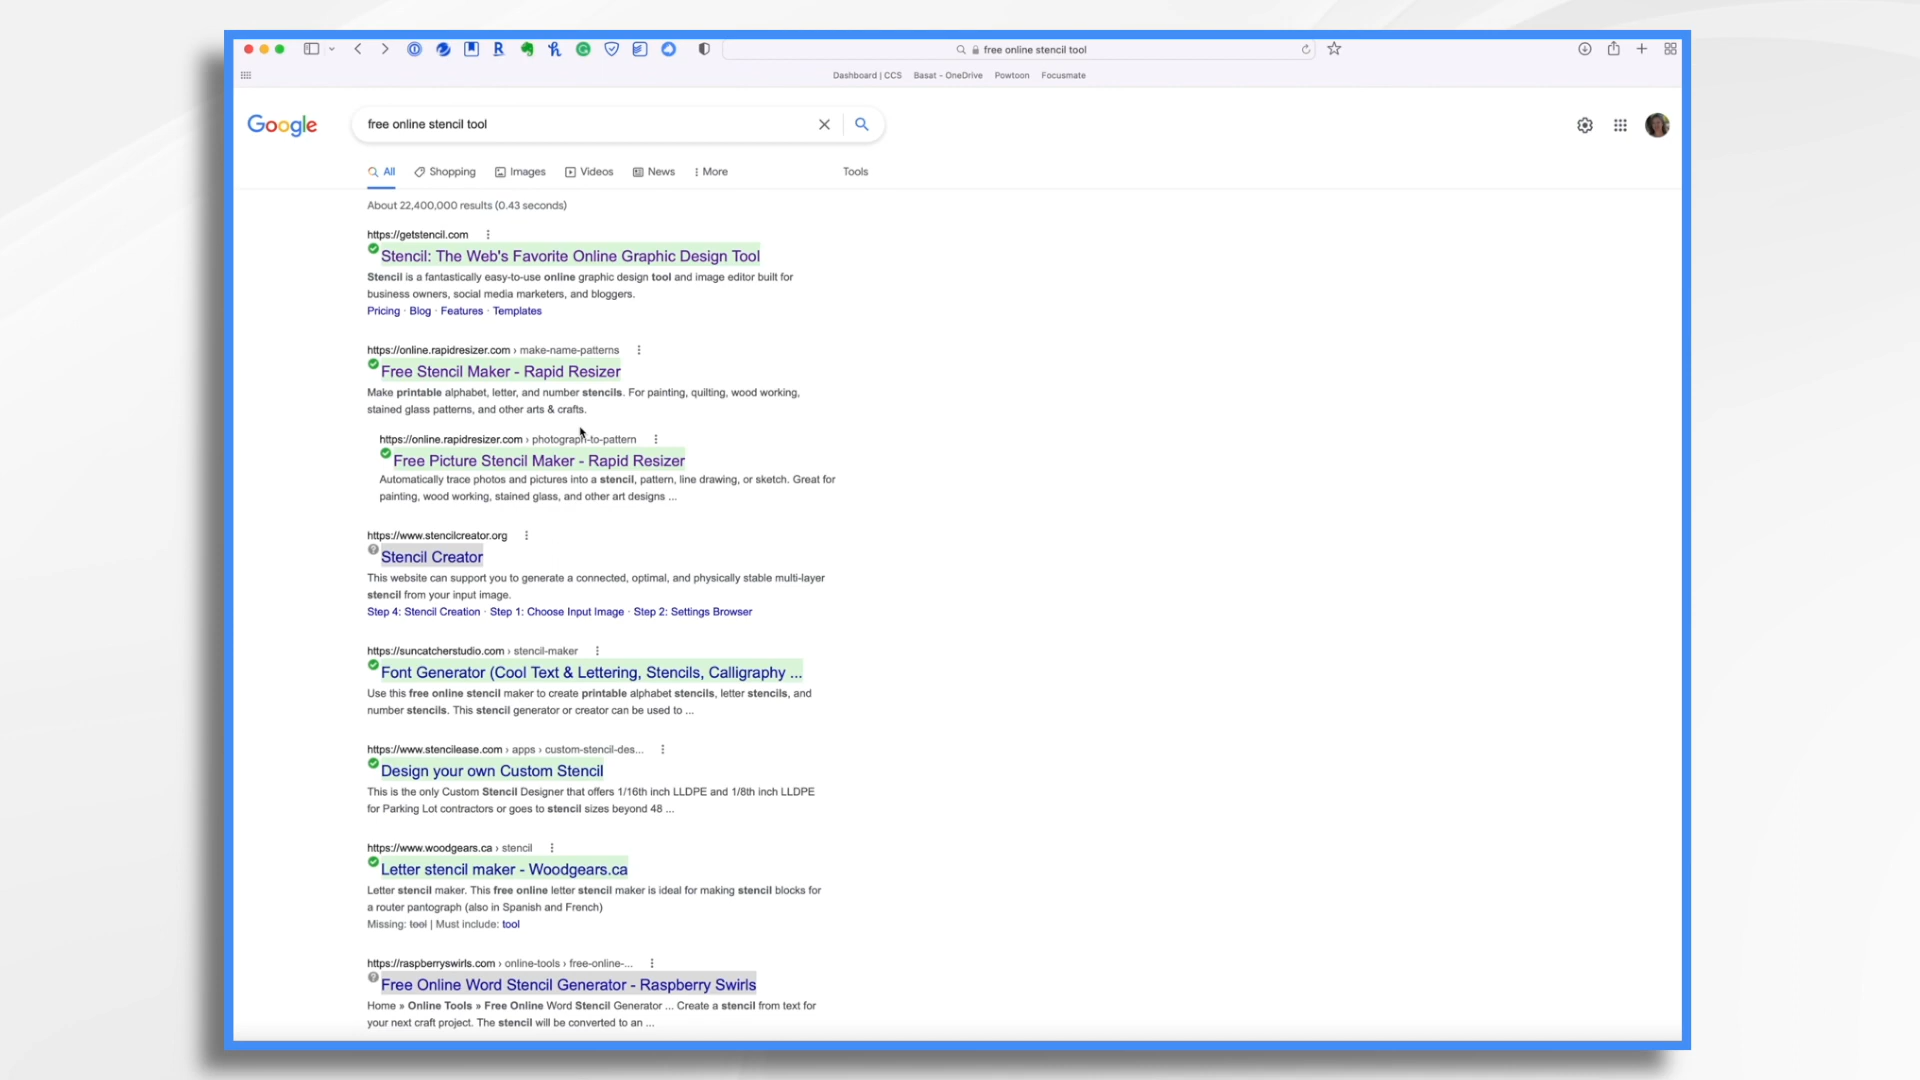 free online stencil tool
Dashboard | CCS
Basat - OneDrive
Powtoon
Focusmate
Google
free online stencil tool
All
Shopping
Images
Videos
News
More
Tools
About 22,400,000 results (0.43 seconds)
https://getstencil.com
Stencil: The Web's Favorite Online Graphic Design Tool
Stencil is a fantastically easy-to-use online graphic design tool and image editor built for
business owners, social media marketers, and bloggers.
Pricing · Blog · Features · Templates
https://online.rapidresizer.com › make-name-patterns
Free Stencil Maker - Rapid Resizer
Make printable alphabet, letter, and number stencils. For painting, quilting, wood working,
stained glass patterns, and other arts & crafts.
https://online.rapidresizer.com › photograph-to-pattern
Free Picture Stencil Maker - Rapid Resizer
Automatically trace photos and pictures into a stencil, pattern, line drawing, or sketch. Great for
painting, wood working, stained glass, and other art designs ...
https://www.stencilcreator.org
Stencil Creator
This website can support you to generate a connected, optimal, and physically stable multi-layer
stencil from your input image.
Step 4: Stencil Creation · Step 1: Choose Input Image · Step 2: Settings Browser
https://suncatcherstudio.com › stencil-maker
Font Generator (Cool Text & Lettering, Stencils, Calligraphy ...
Use this free online stencil maker to create printable alphabet stencils, letter stencils, and
number stencils. This stencil generator or creator can be used to ...
https://www.stencilease.com › apps › custom-stencil-des...
Design your own Custom Stencil
This is the only Custom Stencil Designer that offers 1/16th inch LLDPE and 1/8th inch LLDPE
for Parking Lot contractors or goes to stencil sizes beyond 48 ...
https://www.woodgears.ca › stencil
Letter stencil maker - Woodgears.ca
Letter stencil maker. This free online letter stencil maker is ideal for making stencil blocks for
a router pantograph (also in Spanish and French)
Missing: tool | Must include: tool
https://raspberryswirls.com › online-tools › free-online-...
Free Online Word Stencil Generator - Raspberry Swirls
Home » Online Tools » Free Online Word Stencil Generator ... Create a stencil from text for
your next craft project. The stencil will be converted to an ...